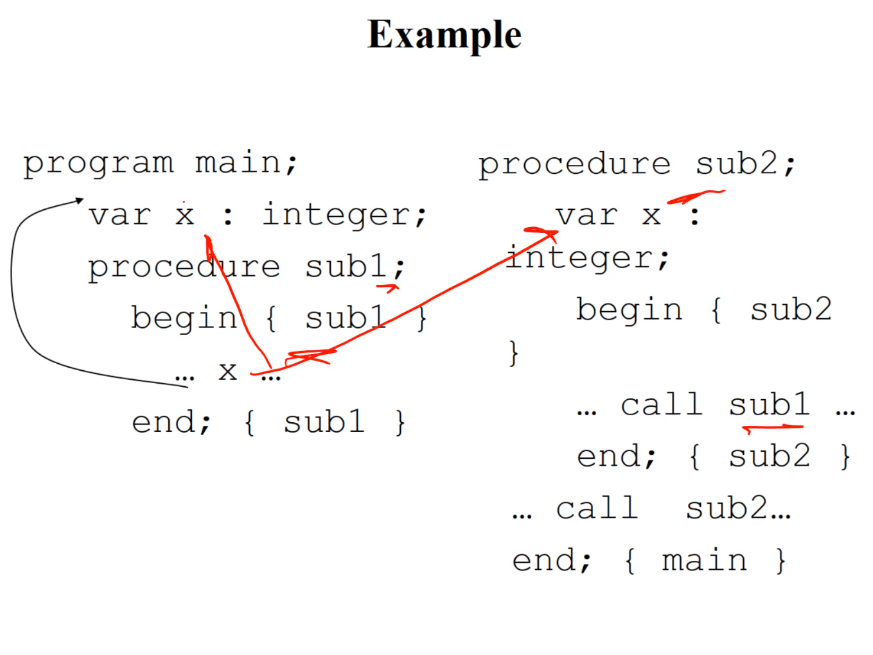 Example
program main;
var x : integer;
procedure sub1;
begin { sub1 }
… x …
end; { sub1 }
procedure sub2;
var x :
integer;
begin { sub2
}
… call sub1 …
end; { sub2 }
… call sub2…
end; { main }